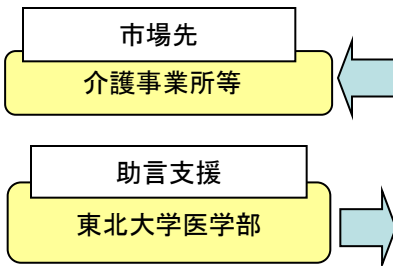 市場先
介護事業所等
助言支援
東北大学医学部